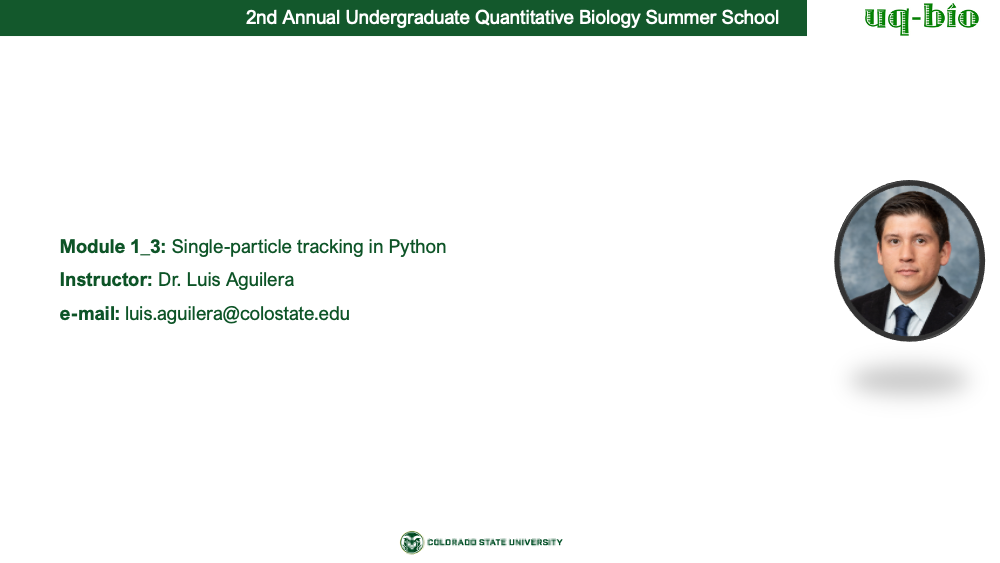 2nd Annual Undergraduate Quantitative Biology Summer School
uq-bio
Module 1_3: Single-particle tracking in Python
Instructor: Dr. Luis Aguilera
e-mail: luis.aguilera@colostate.edu
COLORADO STATE UNIVERSITY